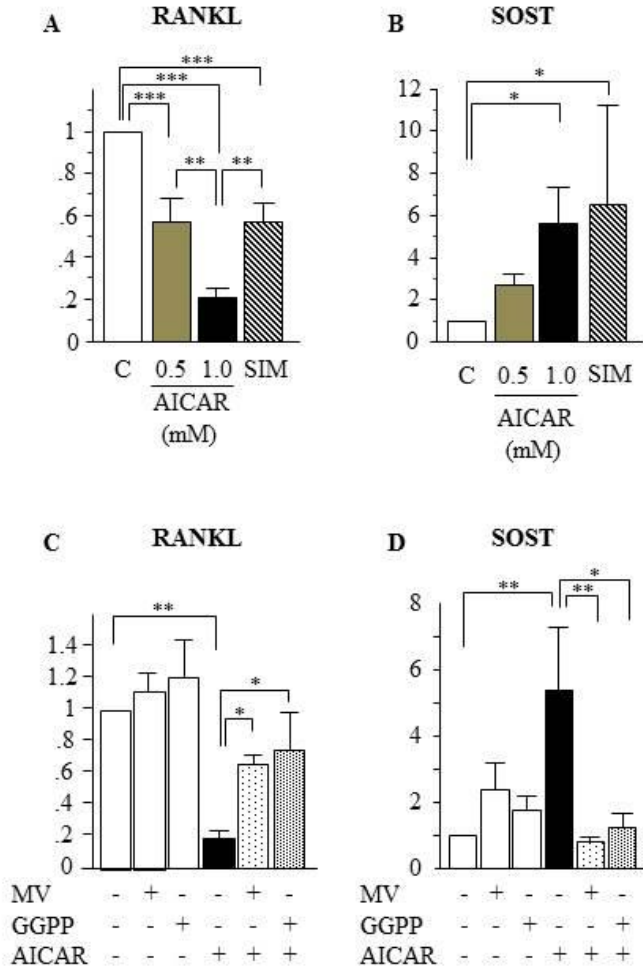 A RANKL
***
***
***
** **
1
.8
.6
.4
.2
0
C 0.5 1.0 SIM
AICAR
(mM)
B SOST
*
*
12
10
8
6
4
2
0
C 0.5 1.0 SIM
AICAR
(mM)
C RANKL
**
*
*
1.4
1.2
1
.8
.6
.2
0
MV - + - - + -
GGPP - - + - - +
AICAR - - - + + +
D SOST
*
**
**
8
6
4
2
0
MV - + - - + -
GGPP - - + - - +
AICAR - - - + + +